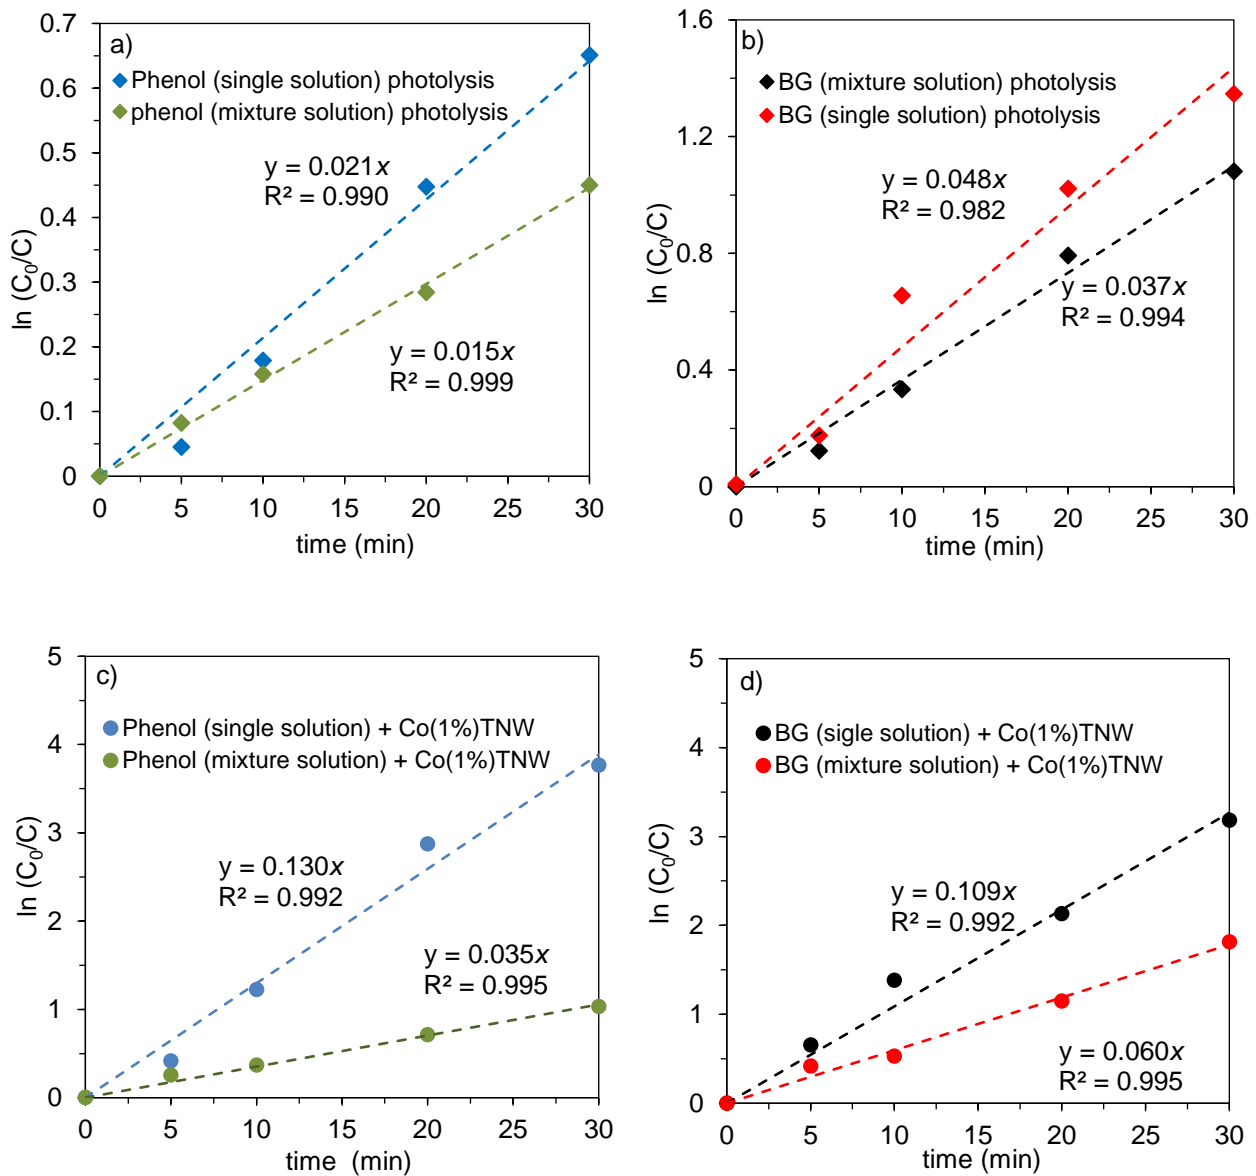 a)
Phenol (single solution) photolysis
phenol (mixture solution) photolysis
y = 0.021x
R² = 0.990
y = 0.015x
R² = 0.999
0.7
0.6
0.5
0.4
0.3
0.2
0.1
0
ln (C₀/C)
0 5 10 15 20 25 30
time (min)
b)
BG (mixture solution) photolysis
BG (single solution) photolysis
y = 0.048x
R² = 0.982
y = 0.037x
R² = 0.994
1.6
1.2
0.8
0.4
0
ln (C₀/C)
0 5 10 15 20 25 30
time (min)
c)
Phenol (single solution) + Co(1%)TNW
Phenol (mixture solution) + Co(1%)TNW
y = 0.130x
R² = 0.992
y = 0.035x
R² = 0.995
5
4
3
2
1
0
ln (C₀/C)
0 5 10 15 20 25 30
time (min)
d)
BG (sigle solution) + Co(1%)TNW
BG (mixture solution) + Co(1%)TNW
y = 0.109x
R² = 0.992
y = 0.060x
R² = 0.995
5
4
3
2
1
0
ln (C₀/C)
0 5 10 15 20 25 30
time (min)